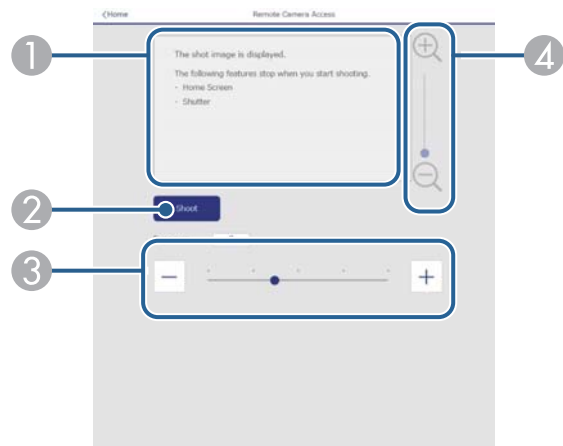 <Home Remote Camera Access
1
The shot image is displayed.
The following features stop when you start shooting.
- Home Screen
- Shutter
4
2
Shoot
3